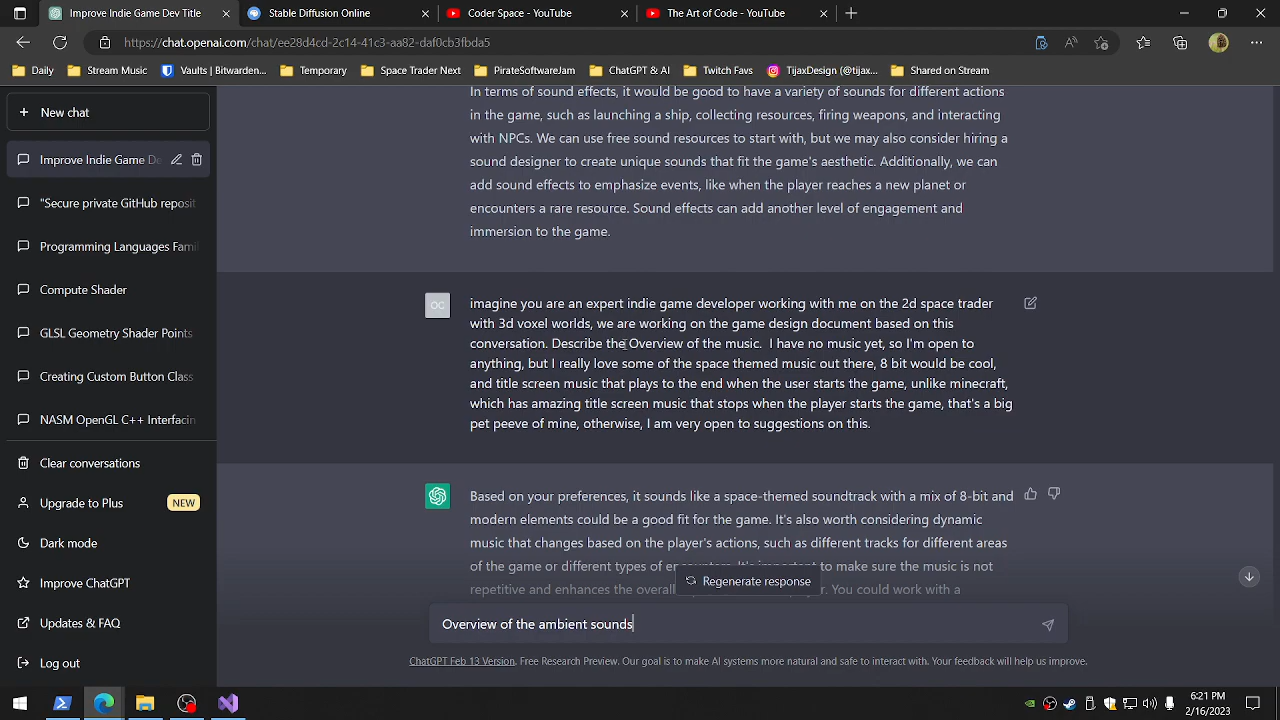 Improve Indie Game Dev Title
Stable Diffusion Online
Coder Space - YouTube
The Art of Code - YouTube
https://chat.openai.com/chat/ee28d4cd-2c14-41c3-aa82-daf0cb3fbda5
Daily
Stream Music
Vaults | Bitwarden...
Temporary
Space Trader Next
PirateSoftwareJam
ChatGPT & AI
Twitch Favs
TijaxDesign (@tijax...
Shared on Stream
New chat
Improve Indie Game De
"Secure private GitHub reposit
Programming Languages Famil
Compute Shader
GLSL Geometry Shader Points
Creating Custom Button Class
NASM OpenGL C++ Interfacin
Clear conversations
Upgrade to Plus
NEW
Dark mode
Improve ChatGPT
Updates & FAQ
Log out
In terms of sound effects, it would be good to have a variety of sounds for different actions
in the game, such as launching a ship, collecting resources, firing weapons, and interacting
with NPCs. We can use free sound resources to start with, but we may also consider hiring a
sound designer to create unique sounds that fit the game's aesthetic. Additionally, we can
add sound effects to emphasize events, like when the player reaches a new planet or
encounters a rare resource. Sound effects can add another level of engagement and
immersion to the game.
OC
imagine you are an expert indie game developer working with me on the 2d space trader
with 3d voxel worlds, we are working on the game design document based on this
conversation. Describe the Overview of the music. I have no music yet, so I'm open to
anything, but I really love some of the space themed music out there, 8 bit would be cool,
and title screen music that plays to the end when the user starts the game, unlike minecraft,
which has amazing title screen music that stops when the player starts the game, that's a big
pet peeve of mine, otherwise, I am very open to suggestions on this.
Based on your preferences, it sounds like a space-themed soundtrack with a mix of 8-bit and
modern elements could be a good fit for the game. It's also worth considering dynamic
music that changes based on the player's actions, such as different tracks for different areas
of the game or different types of to make sure the music is not
repetitive and enhances the overall You could work with a
Regenerate response
Overview of the ambient sounds
ChatGPT Feb 13 Version. Free Research Preview. Our goal is to make AI systems more natural and safe to interact with. Your feedback will help us improve.
6:21 PM
2/16/2023